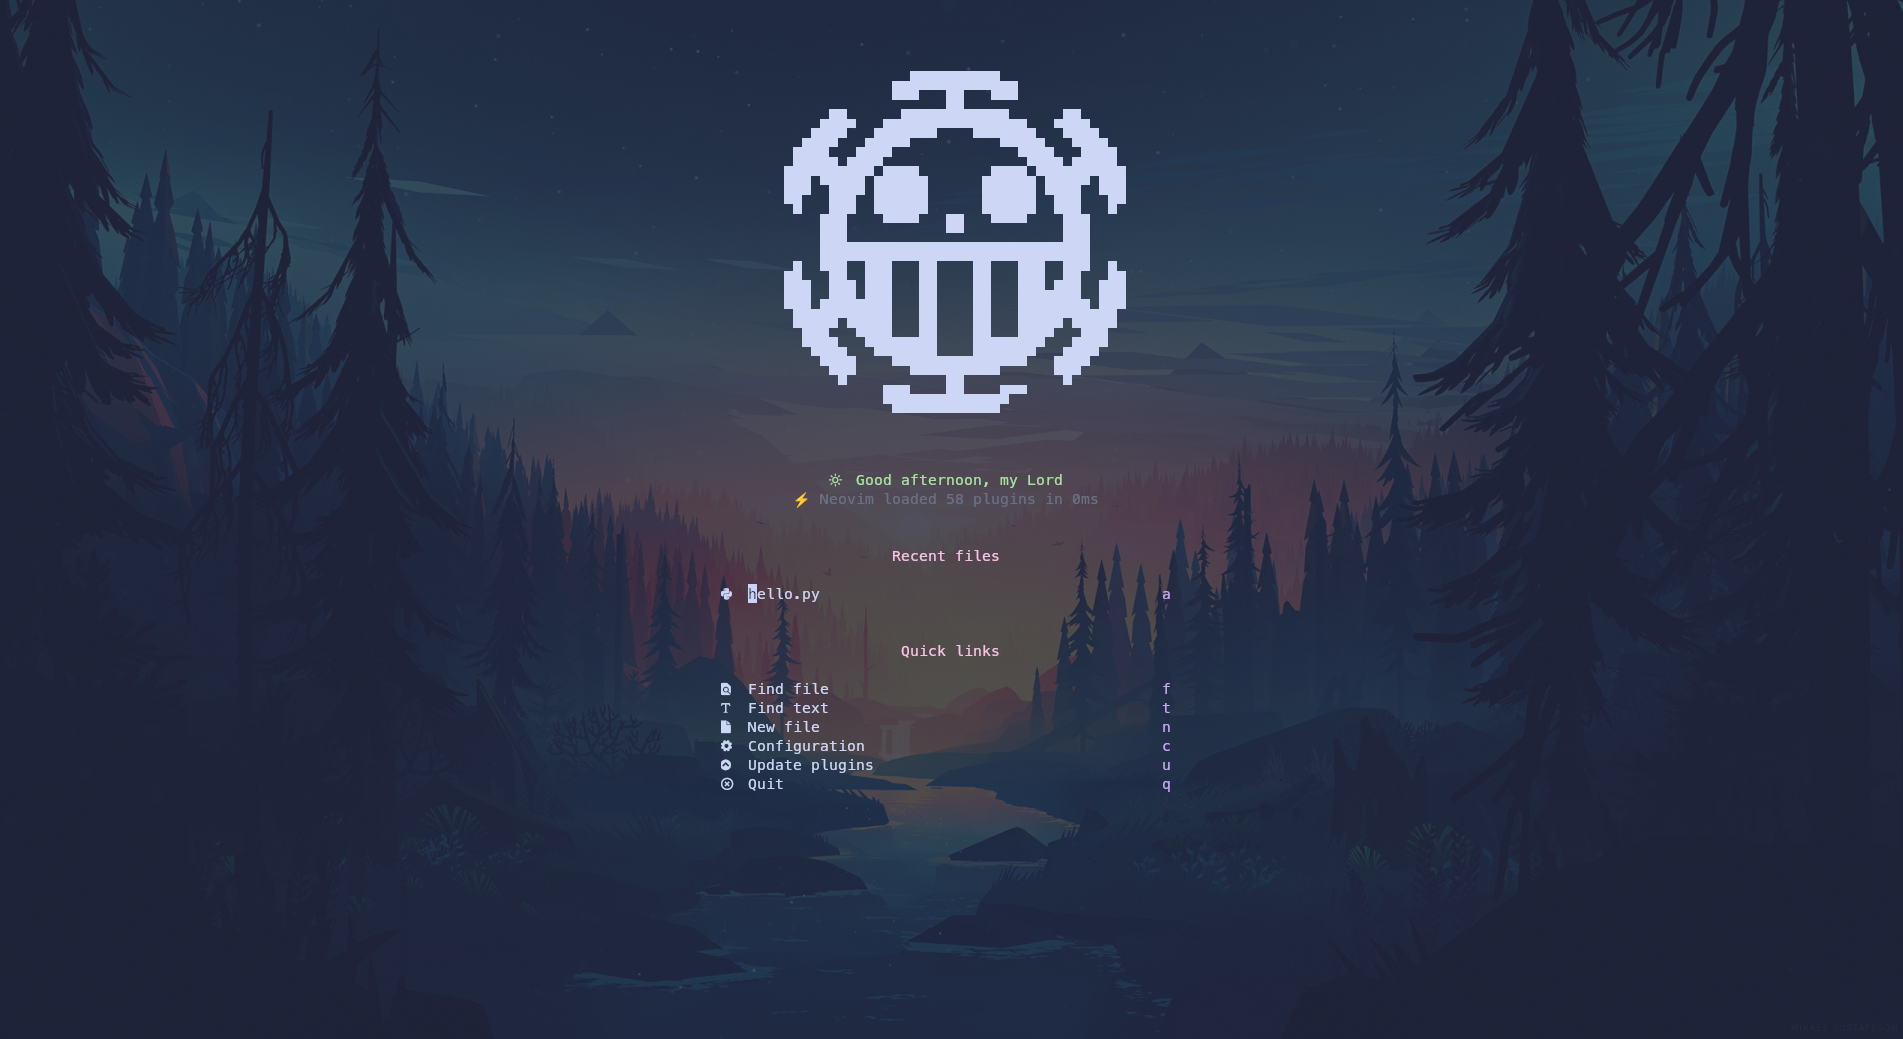 Good afternoon, my Lord
⚡ Neovim loaded 58 plugins in 0ms
Recent files
hello.py a
Quick links
Find file f
Find text t
New file n
Configuration c
Update plugins u
Quit q